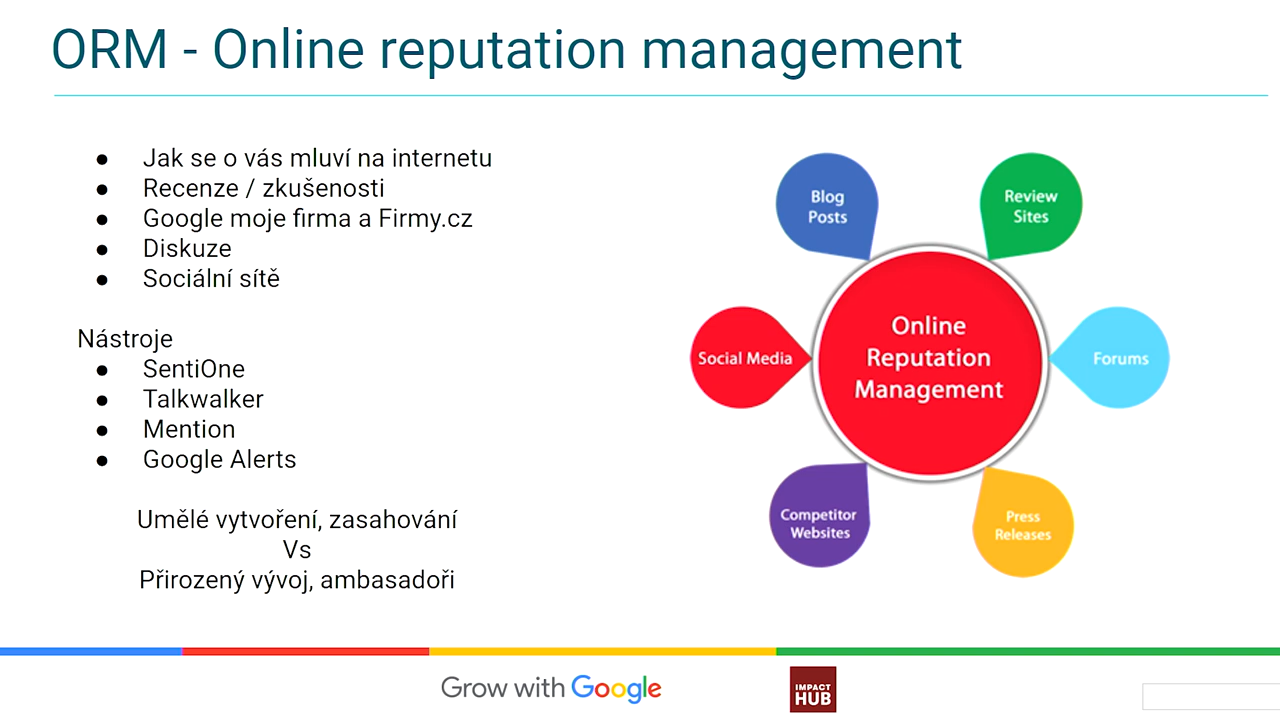 ORM - Online reputation management
● Jak se o vás mluví na internetu
● Recenze / zkušenosti
● Google moje firma a Firmy.cz
● Diskuze
● Sociální sítě
Nástroje
● SentiOne
● Talkwalker
● Mention
● Google Alerts
Umělé vytvoření, zasahování
Vs
Přirozený vývoj, ambasadoři
Blog
Posts
Review
Sites
Social Media
Online
Reputation
Management
Forums
Competitor
Websites
Press
Releases
Grow with Google
IMPACT
HUB